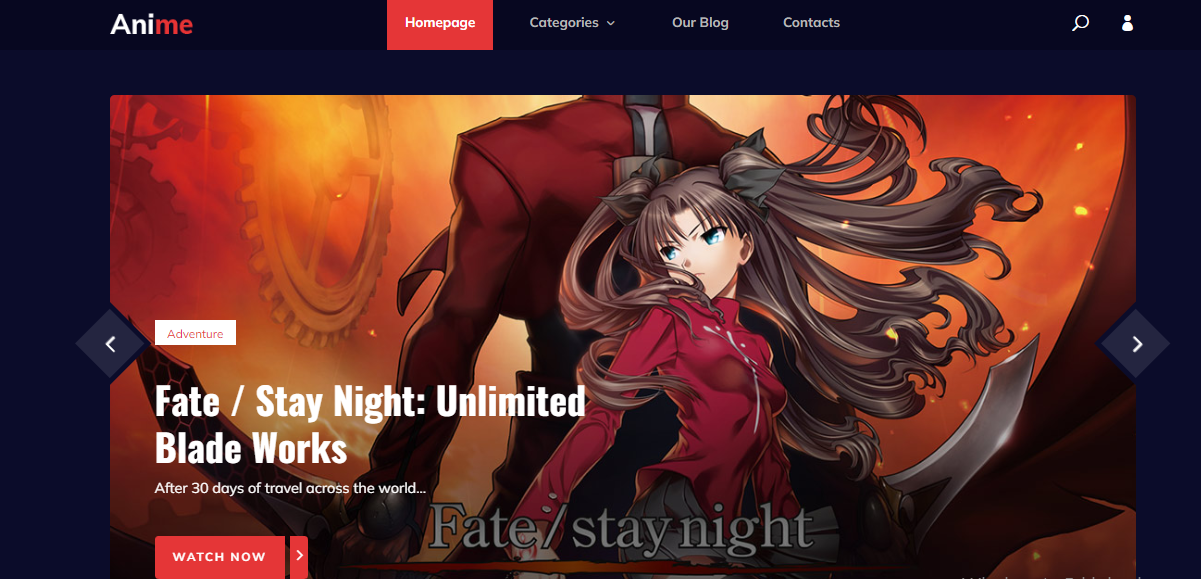 Anime
Homepage
Categories
Our Blog
Contacts
Adventure
Fate / Stay Night: Unlimited
Blade Works
After 30 days of travel across the world...
Fate/stay night
WATCH NOW